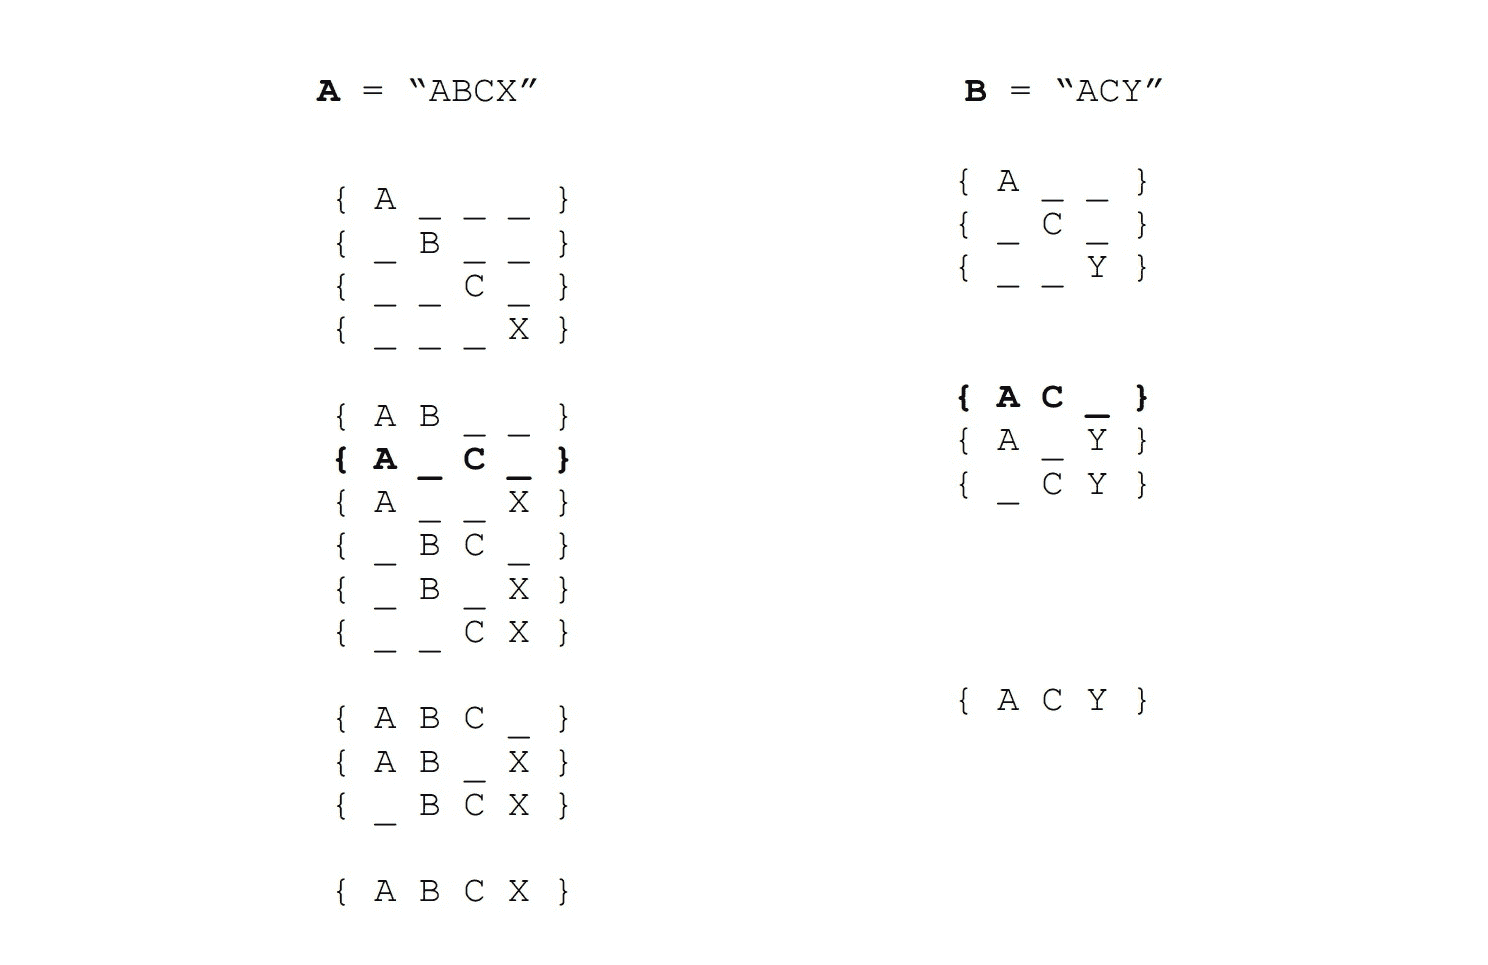 A = “ABCX”
{ A _ _ _ }
{ _ B _ _ }
{ _ _ C _ }
{ _ _ _ X }
{ A B _ _ }
{ A _ C _ }
{ A _ _ X }
{ _ B C _ }
{ _ B _ X }
{ _ _ C X }
{ A B C _ }
{ A B _ X }
{ _ B C X }
{ A B C X }
B = “ACY”
{ A _ _ }
{ _ C _ }
{ _ _ Y }
{ A C _ }
{ A _ Y }
{ _ C Y }
{ A C Y }